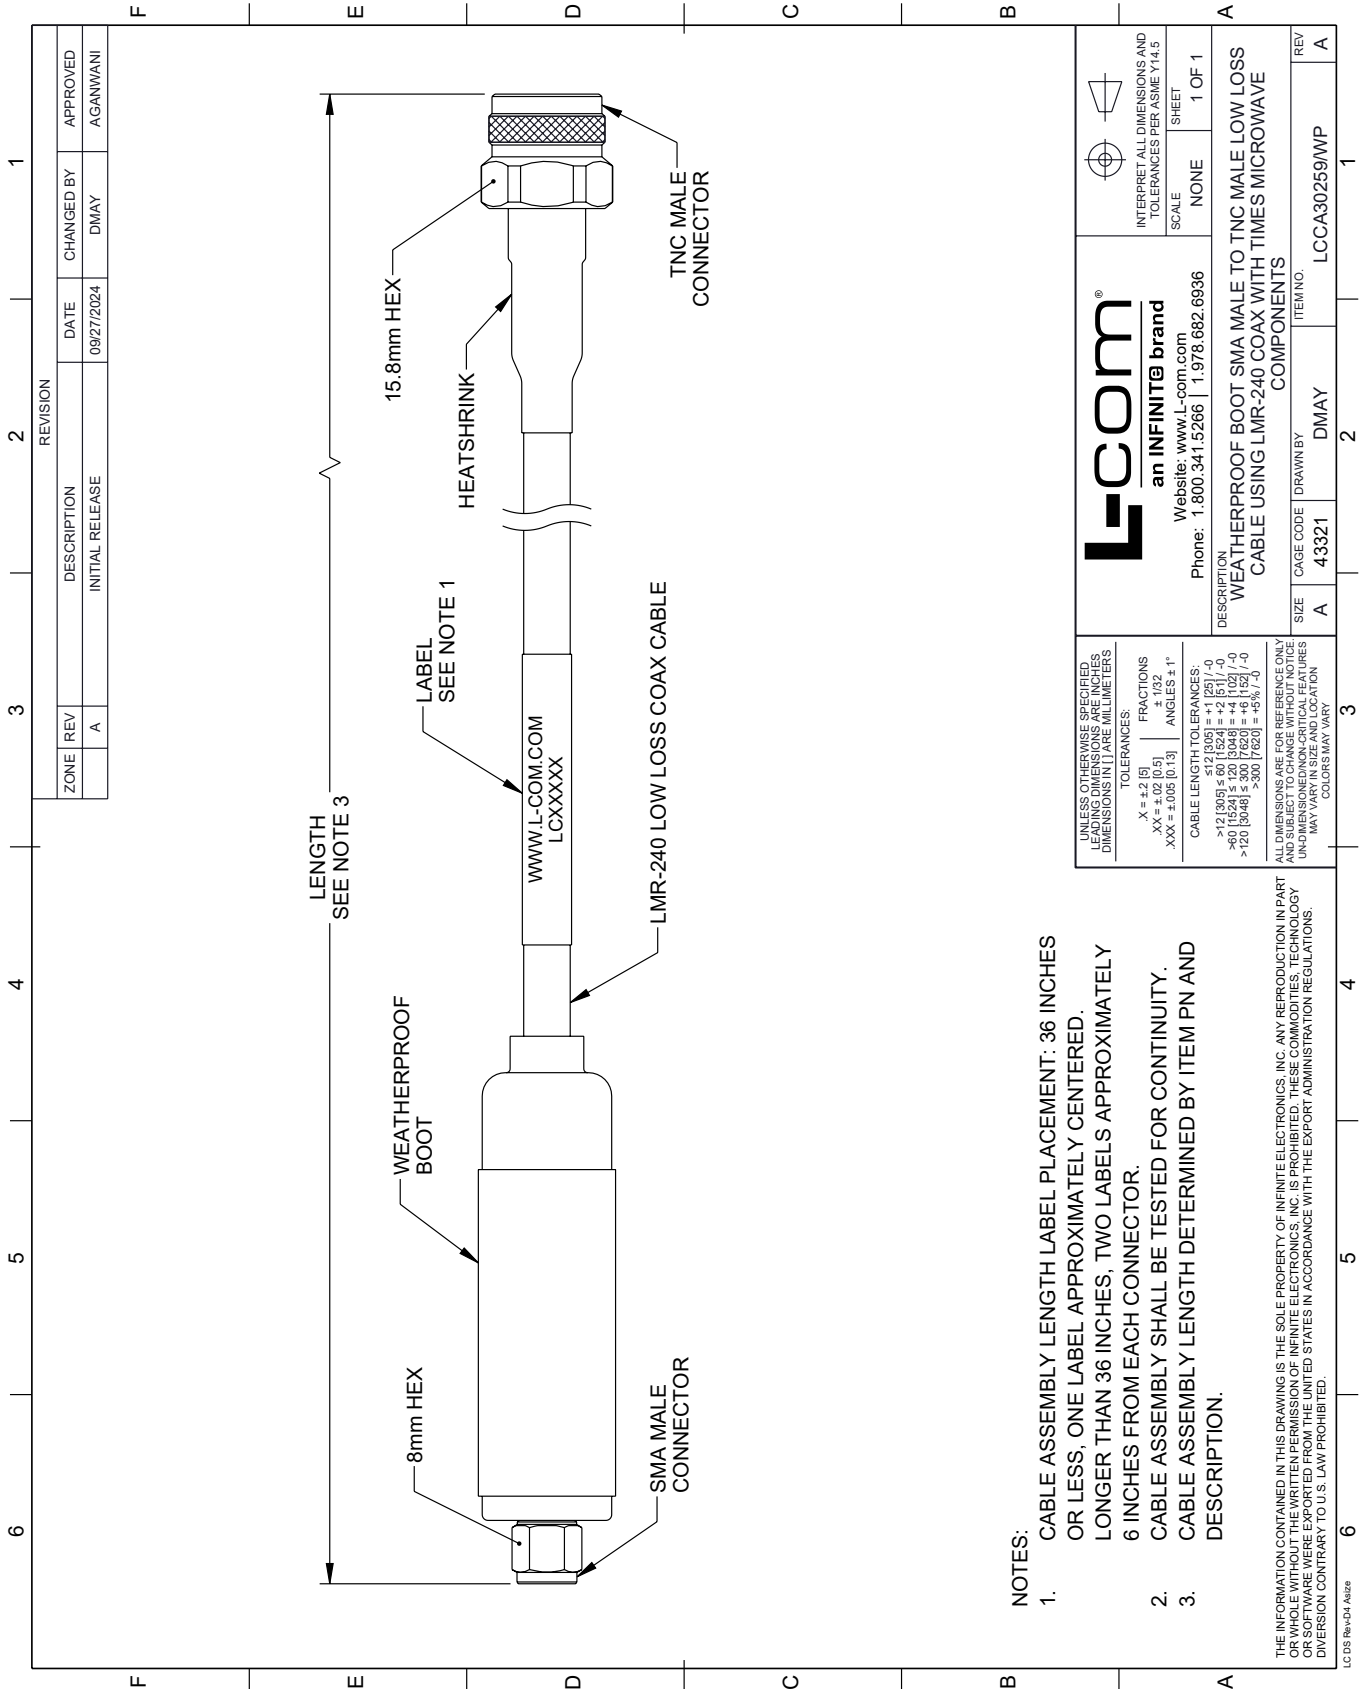 6 5 4 3 2 1
F
E
D
C
B
A
REVISION
ZONE REV DESCRIPTION DATE CHANGED BY APPROVED
A INITIAL RELEASE 09/27/2024 DMAY AGANWANI
LENGTH
SEE NOTE 3
8mm HEX
WEATHERPROOF
BOOT
LABEL
SEE NOTE 1
HEATSHRINK
15.8mm HEX
WWW.L-COM.COM
LCXXXXX
SMA MALE
CONNECTOR
LMR-240 LOW LOSS COAX CABLE
TNC MALE
CONNECTOR
NOTES:
1. CABLE ASSEMBLY LENGTH LABEL PLACEMENT: 36 INCHES
OR LESS, ONE LABEL APPROXIMATELY CENTERED.
LONGER THAN 36 INCHES, TWO LABELS APPROXIMATELY
6 INCHES FROM EACH CONNECTOR.
2. CABLE ASSEMBLY SHALL BE TESTED FOR CONTINUITY.
3. CABLE ASSEMBLY LENGTH DETERMINED BY ITEM PN AND
DESCRIPTION.
THE INFORMATION CONTAINED IN THIS DRAWING IS THE SOLE PROPERTY OF INFINITE ELECTRONICS, INC. ANY REPRODUCTION IN PART
OR WHOLE WITHOUT THE WRITTEN PERMISSION OF INFINITE ELECTRONICS, INC. IS PROHIBITED. THESE COMMODITIES, TECHNOLOGY
OR SOFTWARE WERE EXPORTED FROM THE UNITED STATES IN ACCORDANCE WITH THE EXPORT ADMINISTRATION REGULATIONS.
DIVERSION CONTRARY TO U.S. LAW PROHIBITED.
UNLESS OTHERWISE SPECIFIED
LEADING DIMENSIONS ARE INCHES
DIMENSIONS IN [ ] ARE MILLIMETERS
TOLERANCES:
.X = ±.2 [5] FRACTIONS
.XX = ±.02 [0.5] ± 1/32
.XXX = ±.005 [0.13] ANGLES ± 1°
CABLE LENGTH TOLERANCES:
≤12 [305] = +1 [25] / -0
>12 [305] ≤ 60 [1524] = +2 [51] / -0
>60 [1524] ≤ 120 [3048] = +4 [102] / -0
>120 [3048] ≤ 300 [7620] = +6 [152] / -0
>300 [7620] = +5% / -0
ALL DIMENSIONS ARE FOR REFERENCE ONLY
AND SUBJECT TO CHANGE WITHOUT NOTICE.
UN-DIMENSIONED/NON-CRITICAL FEATURES
MAY VARY IN SIZE AND LOCATION
COLORS MAY VARY
L-com®
an INFINITE brand
Website: www.L-com.com
Phone: 1.800.341.5266 | 1.978.682.6936
INTERPRET ALL DIMENSIONS AND
TOLERANCES PER ASME Y14.5
SCALE NONE
SHEET 1 OF 1
DESCRIPTION
WEATHERPROOF BOOT SMA MALE TO TNC MALE LOW LOSS
CABLE USING LMR-240 COAX WITH TIMES MICROWAVE
COMPONENTS
SIZE CAGE CODE DRAWN BY ITEM NO. REV
A 43321 DMAY LCCA30259/WP A
6 5 4 3 2 1
F
E
D
C
B
A
LC DS Rev-D4 Asize